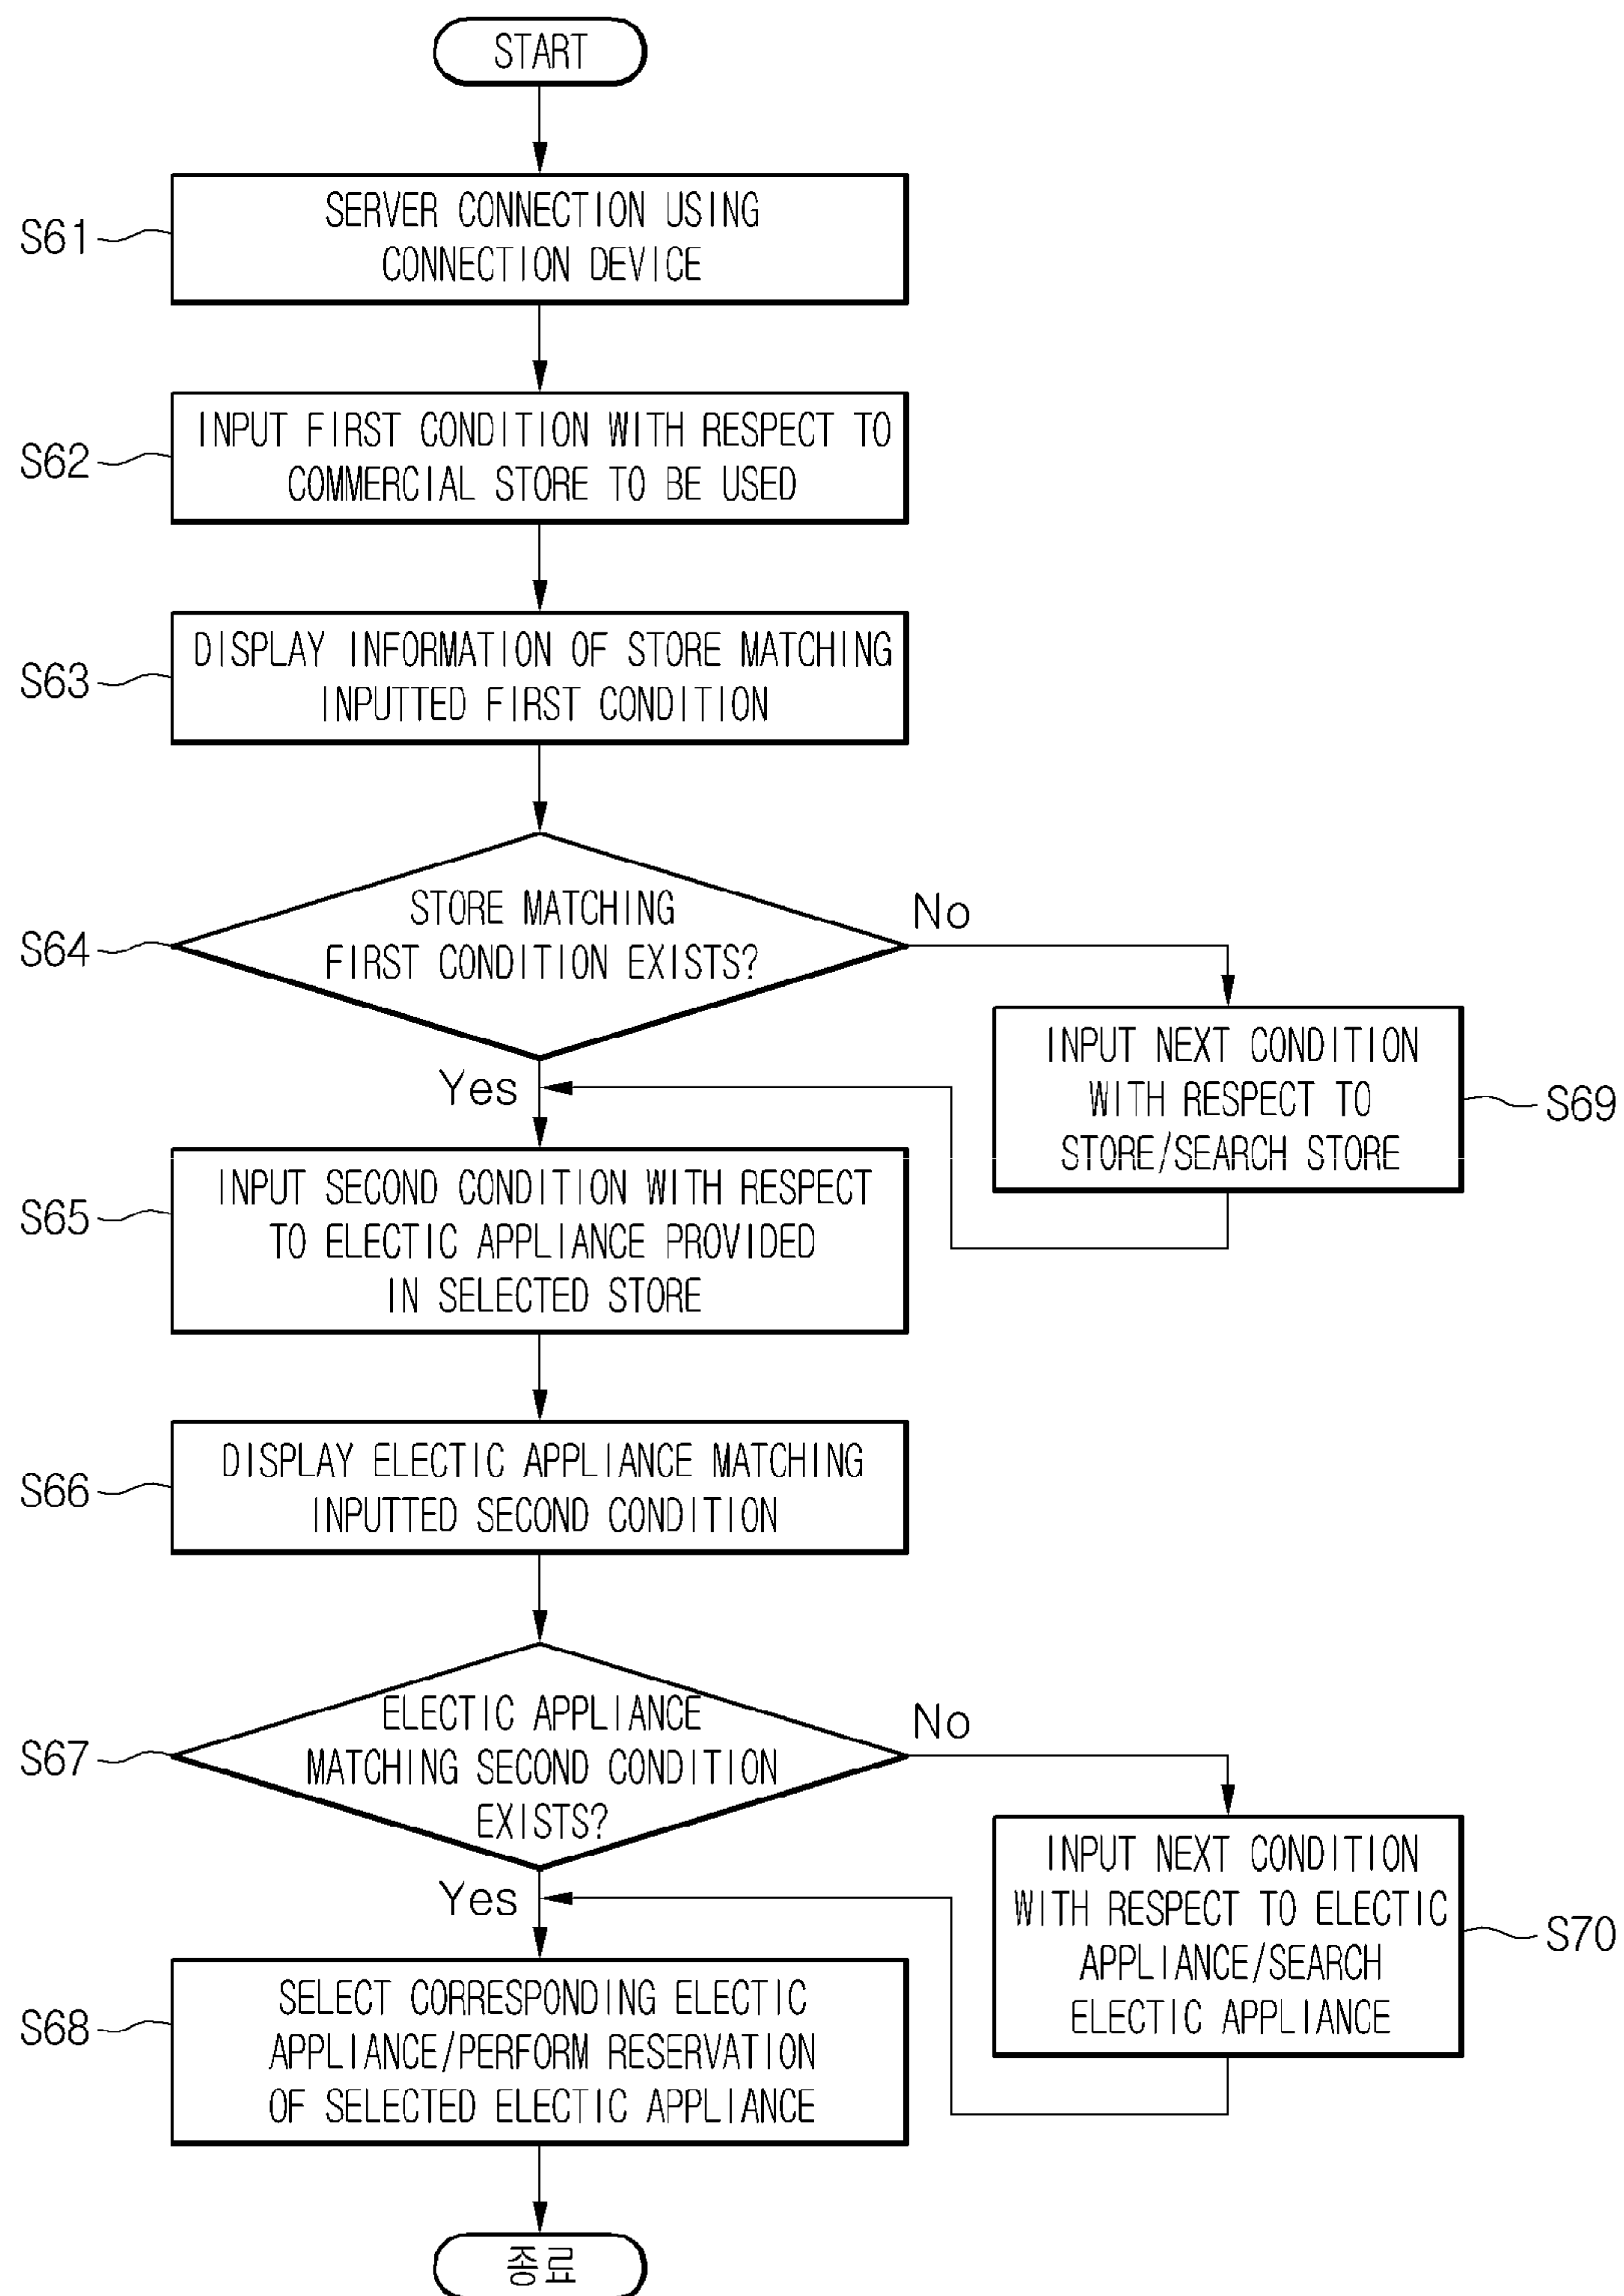 START
S61
SERVER CONNECTION USING
CONNECTION DEVICE
S62
INPUT FIRST CONDITION WITH RESPECT TO
COMMERCIAL STORE TO BE USED
S63
DISPLAY INFORMATION OF STORE MATCHING
INPUTTED FIRST CONDITION
S64
STORE MATCHING
FIRST CONDITION EXISTS?
No
Yes
INPUT NEXT CONDITION
WITH RESPECT TO
STORE/SEARCH STORE
S69
S65
INPUT SECOND CONDITION WITH RESPECT
TO ELECTIC APPLIANCE PROVIDED
IN SELECTED STORE
S66
DISPLAY ELECTIC APPLIANCE MATCHING
INPUTTED SECOND CONDITION
S67
ELECTIC APPLIANCE
MATCHING SECOND CONDITION
EXISTS?
No
Yes
INPUT NEXT CONDITION
WITH RESPECT TO ELECTIC
APPLIANCE/SEARCH
ELECTIC APPLIANCE
S70
S68
SELECT CORRESPONDING ELECTIC
APPLIANCE/PERFORM RESERVATION
OF SELECTED ELECTIC APPLIANCE
종료